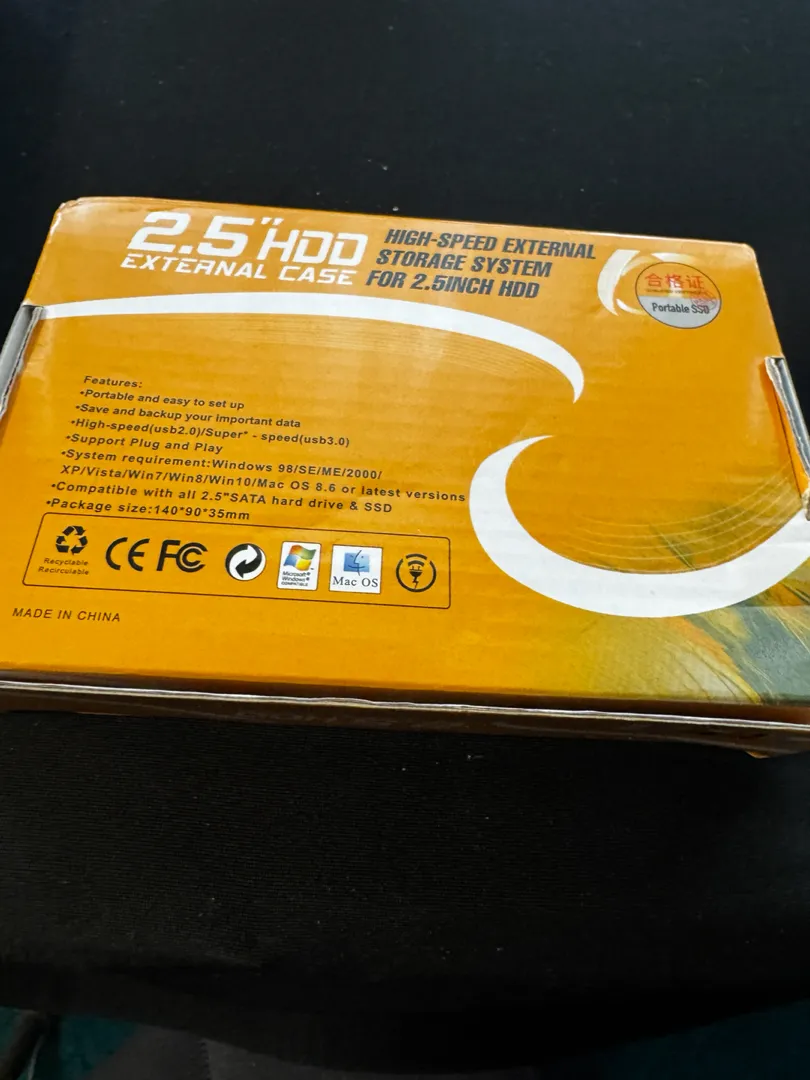 2.5"HDD
EXTERNAL CASE
HIGH-SPEED EXTERNAL
STORAGE SYSTEM
FOR 2.5INCH HDD
合格证
Portable SSD
Features:
•Portable and easy to set up
•Save and backup your important data
•High-speed(usb2.0)/Super* - speed(usb3.0)
•Support Plug and Play
•System requirement:Windows 98/SE/ME/2000/
XP/Vista/Win7/Win8/Win10/Mac OS 8.6 or latest versions
•Compatible with all 2.5"SATA hard drive & SSD
•Package size:140*90*35mm
Recyclable
Recirculable
CE FC
Microsoft®
Windows®
COMPATIBLE
Mac OS
MADE IN CHINA